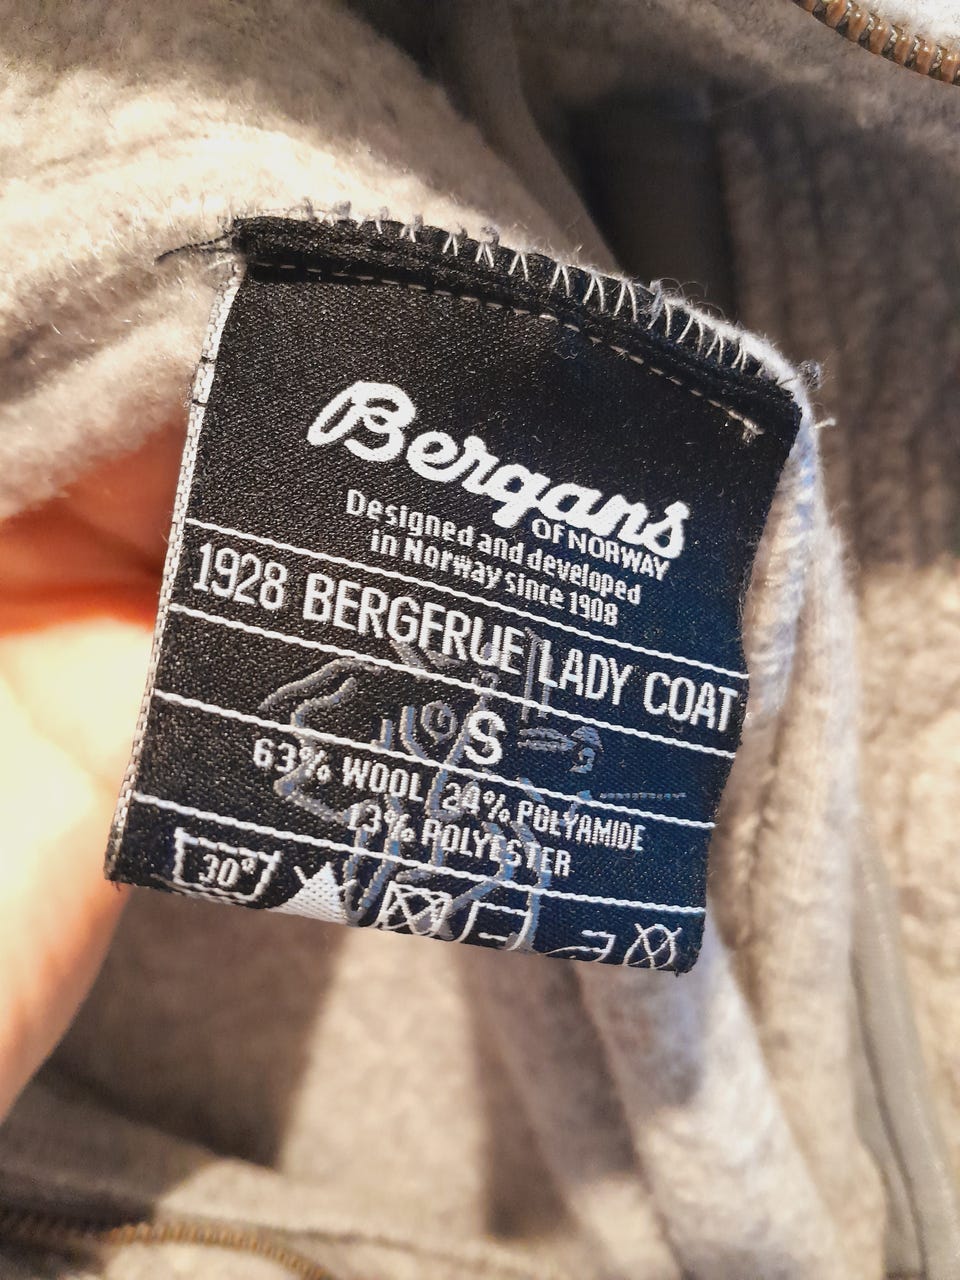 Bergans
OF NORWAY
Designed and developed
in Norway since 1908
1928 BERGFRUE LADY COAT
S
63% WOOL 24% POLYAMIDE
13% POLYESTER
30°